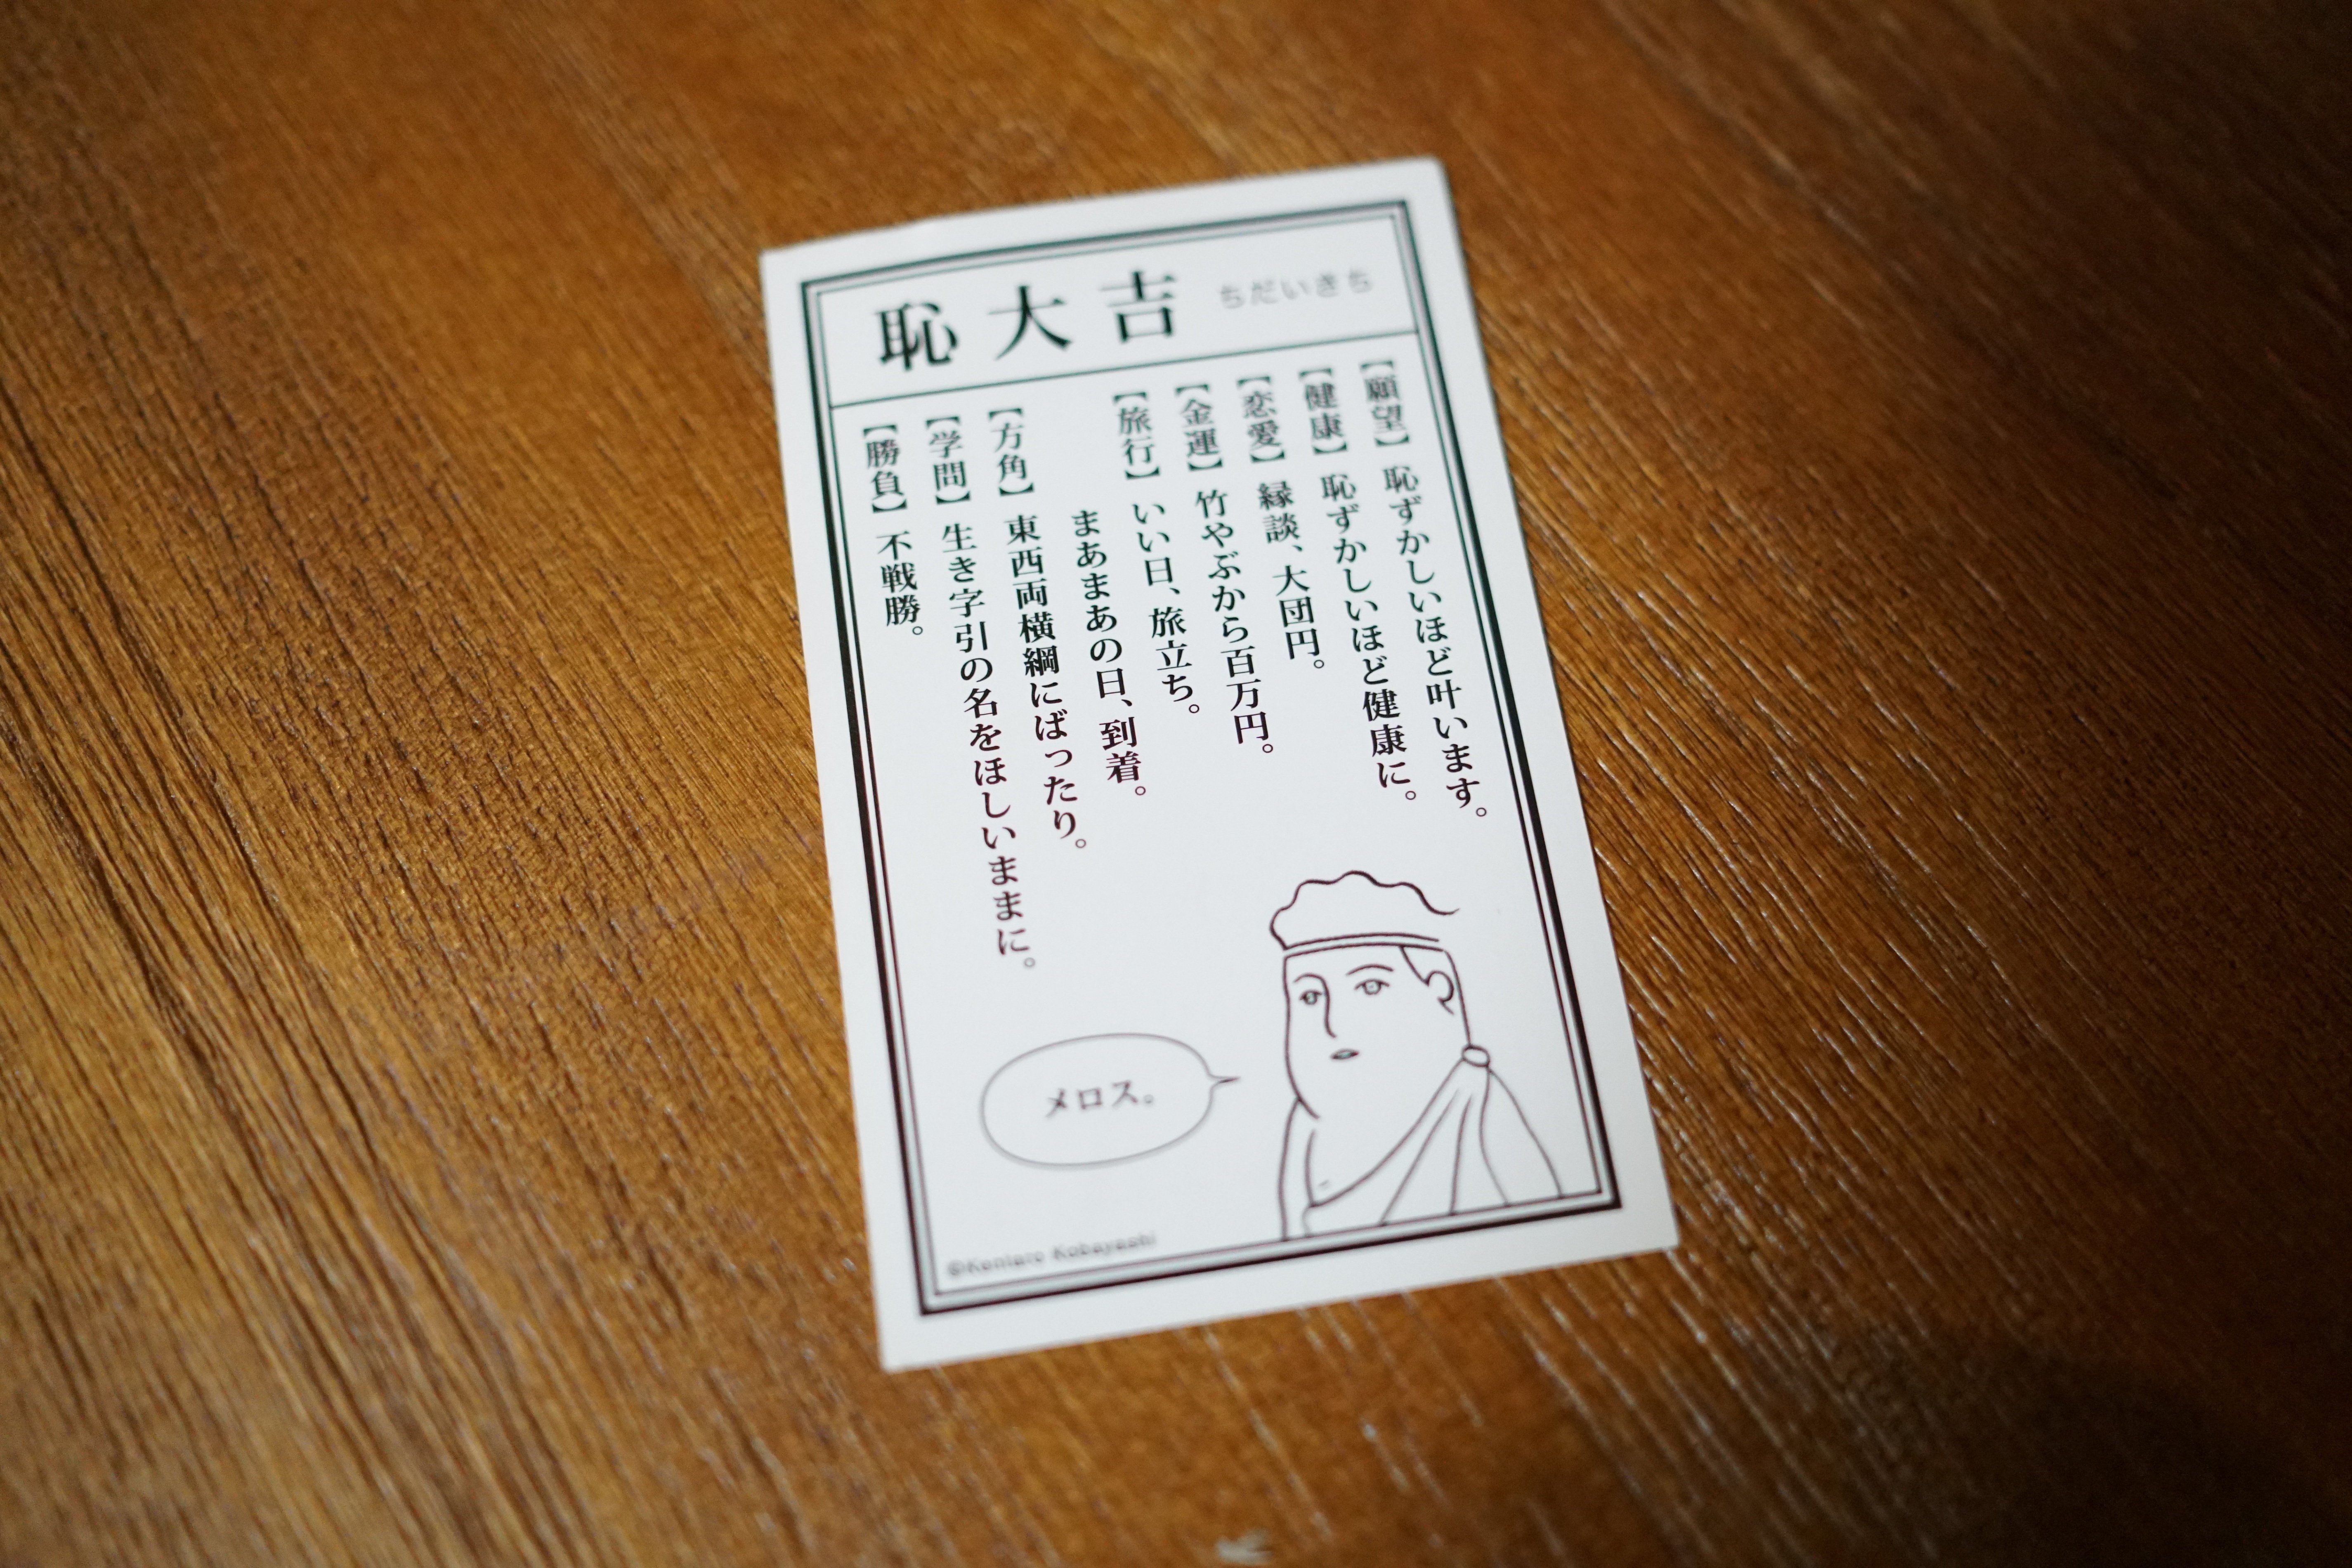 恥大吉 ちだいきち
【願望】恥ずかしいほど叶います。
【健康】恥ずかしいほど健康に。
【恋愛】縁談、大団円。
【金運】竹やぶから百万円。
【旅行】いい日、旅立ち。
まあまあの日、到着。
【方角】東西両横綱にばったり。
【学問】生き字引の名をほしいままに。
【勝負】不戦勝。
メロス。
©Kentaro Kobayashi